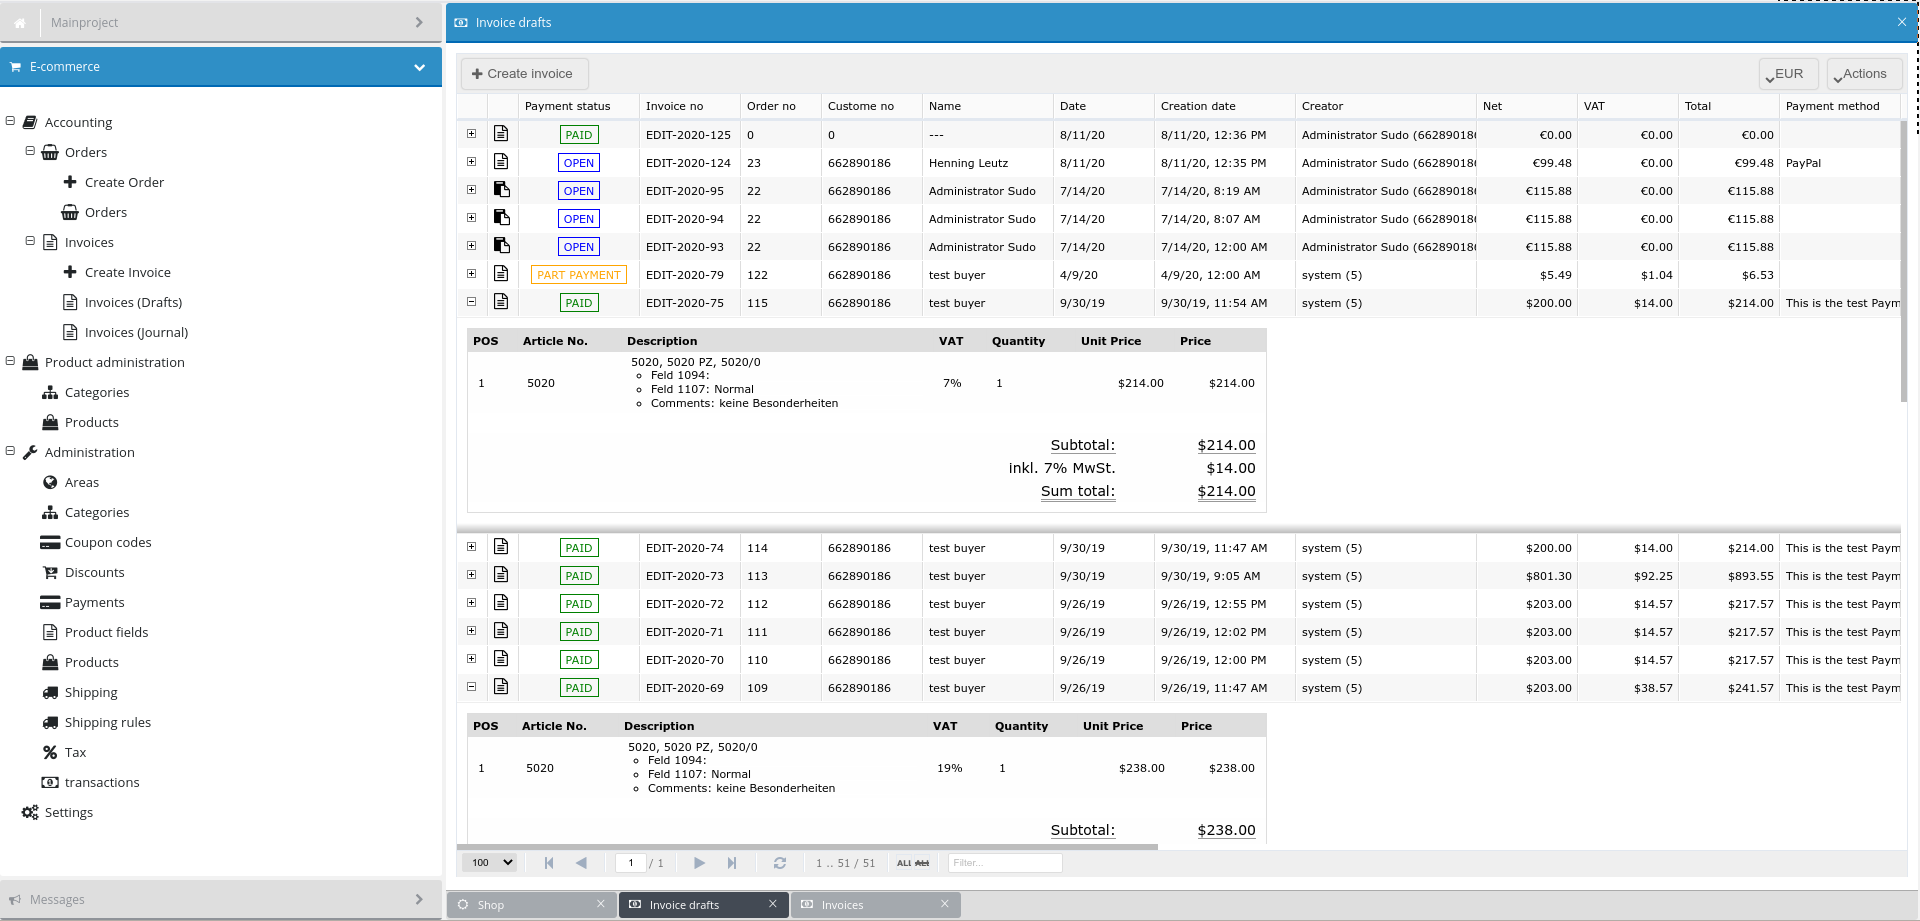 Mainproject
E-commerce
Accounting
Orders
Create Order
Orders
Invoices
Create Invoice
Invoices (Drafts)
Invoices (Journal)
Product administration
Categories
Products
Administration
Areas
Categories
Coupon codes
Discounts
Payments
Product fields
Products
Shipping
Shipping rules
Tax
transactions
Settings
Messages
Invoice drafts
Create invoice EUR Actions
Payment status Invoice no Order no Custome no Name Date Creation date Creator Net VAT Total Payment method
PAID EDIT-2020-125 0 0 --- 8/11/20 8/11/20, 12:36 PM Administrator Sudo (66289018 €0.00 €0.00 €0.00
OPEN EDIT-2020-124 23 662890186 Henning Leutz 8/11/20 8/11/20, 12:35 PM Administrator Sudo (66289018 €99.48 €0.00 €99.48 PayPal
OPEN EDIT-2020-95 22 662890186 Administrator Sudo 7/14/20 7/14/20, 8:19 AM Administrator Sudo (66289018 €115.88 €0.00 €115.88
OPEN EDIT-2020-94 22 662890186 Administrator Sudo 7/14/20 7/14/20, 8:07 AM Administrator Sudo (66289018 €115.88 €0.00 €115.88
OPEN EDIT-2020-93 22 662890186 Administrator Sudo 7/14/20 7/14/20, 12:00 AM Administrator Sudo (66289018 €115.88 €0.00 €115.88
PART PAYMENT EDIT-2020-79 122 662890186 test buyer 4/9/20 4/9/20, 12:00 AM system (5) $5.49 $1.04 $6.53
PAID EDIT-2020-75 115 662890186 test buyer 9/30/19 9/30/19, 11:54 AM system (5) $200.00 $14.00 $214.00 This is the test Paym
POS Article No. Description VAT Quantity Unit Price Price
5020, 5020 PZ, 5020/0
Feld 1094:
1 5020 Feld 1107: Normal 7% 1 $214.00 $214.00
Comments: keine Besonderheiten
Subtotal: $214.00
inkl. 7% MwSt. $14.00
Sum total: $214.00
PAID EDIT-2020-74 114 662890186 test buyer 9/30/19 9/30/19, 11:47 AM system (5) $200.00 $14.00 $214.00 This is the test Paym
PAID EDIT-2020-73 113 662890186 test buyer 9/30/19 9/30/19, 9:05 AM system (5) $801.30 $92.25 $893.55 This is the test Paym
PAID EDIT-2020-72 112 662890186 test buyer 9/26/19 9/26/19, 12:55 PM system (5) $203.00 $14.57 $217.57 This is the test Paym
PAID EDIT-2020-71 111 662890186 test buyer 9/26/19 9/26/19, 12:02 PM system (5) $203.00 $14.57 $217.57 This is the test Paym
PAID EDIT-2020-70 110 662890186 test buyer 9/26/19 9/26/19, 12:00 PM system (5) $203.00 $14.57 $217.57 This is the test Paym
PAID EDIT-2020-69 109 662890186 test buyer 9/26/19 9/26/19, 11:47 AM system (5) $203.00 $38.57 $241.57 This is the test Paym
POS Article No. Description VAT Quantity Unit Price Price
5020, 5020 PZ, 5020/0
Feld 1094:
1 5020 Feld 1107: Normal 19% 1 $238.00 $238.00
Comments: keine Besonderheiten
Subtotal: $238.00
100 1 / 1 1 .. 51 / 51 ALL ALL Filter...
Shop Invoice drafts Invoices